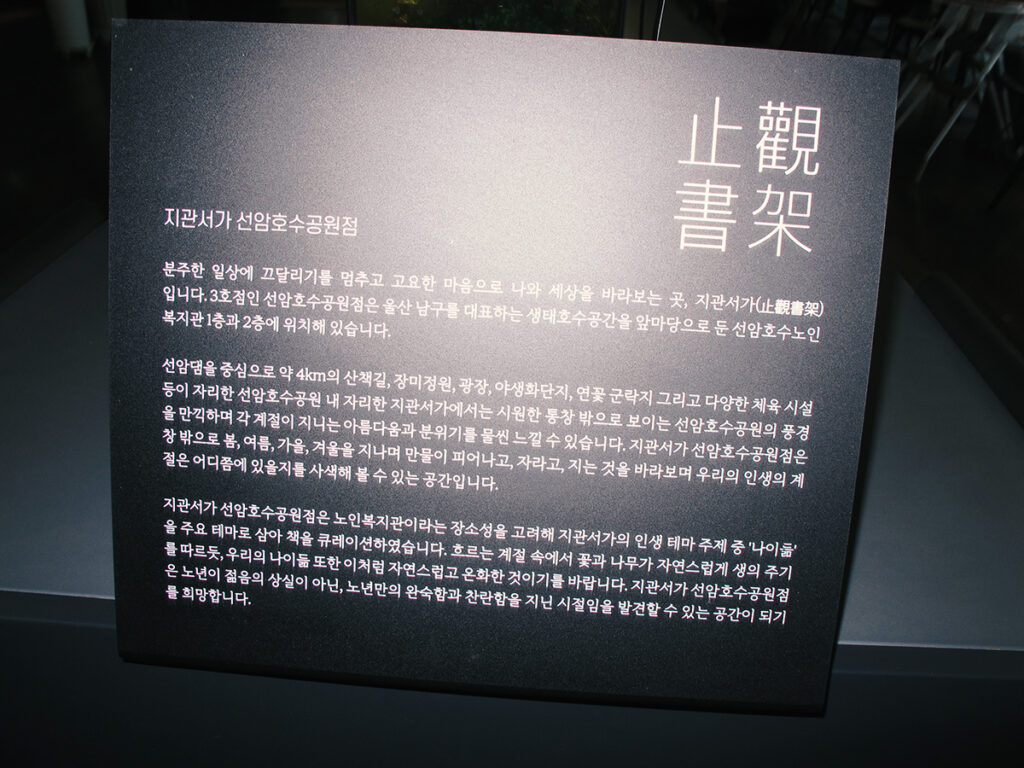 止觀
書架
지관서가 선암호수공원점
분주한 일상에 끄달리기를 멈추고 고요한 마음으로 나와 세상을 바라보는 곳, 지관서가(止觀書架)
입니다. 3호점인 선암호수공원점은 울산 남구를 대표하는 생태호수공간을 앞마당으로 둔 선암호수노인
복지관 1층과 2층에 위치해 있습니다.
선암댐을 중심으로 약 4km의 산책길, 장미정원, 광장, 야생화단지, 연꽃 군락지 그리고 다양한 체육 시설
등이 자리한 선암호수공원 내 자리한 지관서가에서는 시원한 통창 밖으로 보이는 선암호수공원의 풍경
을 만끽하며 각 계절이 지니는 아름다움과 분위기를 물씬 느낄 수 있습니다. 지관서가 선암호수공원점은
창 밖으로 봄, 여름, 가을, 겨울을 지나며 만물이 피어나고, 자라고, 지는 것을 바라보며 우리의 인생의 계
절은 어디쯤에 있을지를 사색해 볼 수 있는 공간입니다.
지관서가 선암호수공원점은 노인복지관이라는 장소성을 고려해 지관서가의 인생 테마 주제 중 '나이듦'
을 주요 테마로 삼아 책을 큐레이션하였습니다. 흐르는 계절 속에서 꽃과 나무가 자연스럽게 생의 주기
를 따르듯, 우리의 나이듦 또한 이처럼 자연스럽고 온화한 것이기를 바랍니다. 지관서가 선암호수공원점
은 노년이 젊음의 상실이 아닌, 노년만의 완숙함과 찬란함을 지닌 시절임을 발견할 수 있는 공간이 되기
를 희망합니다.